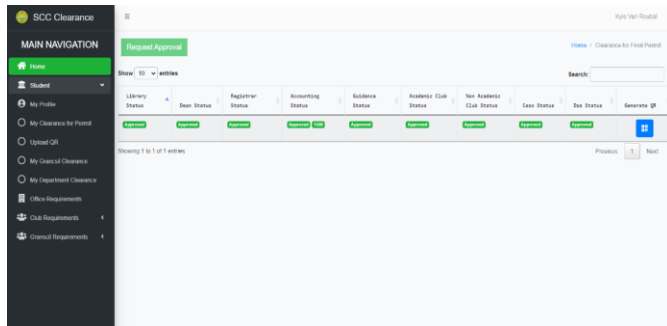 SCC Clearance
Kyle Van Roubal
MAIN NAVIGATION
Request Approval
Home / Clearance for Final Permit
Home
Show 10 entries
Search:
Student
Library Status
Dean Status
Registrar Status
Accounting Status
Guidance Status
Academic Club Status
Non Academic Club Status
Cess Status
Dsa Status
Generate QR
My Profile
My Clearance for Permit
Approved
Approved
Approved
Approved
Approved
Approved
Approved
Approved
Approved
Upload QR
Showing 1 to 1 of 1 entries
Previous 1 Next
My Gramcsil Clearance
My Department Clearance
Office Requirements
Club Requirements
Gramcsil Requirements